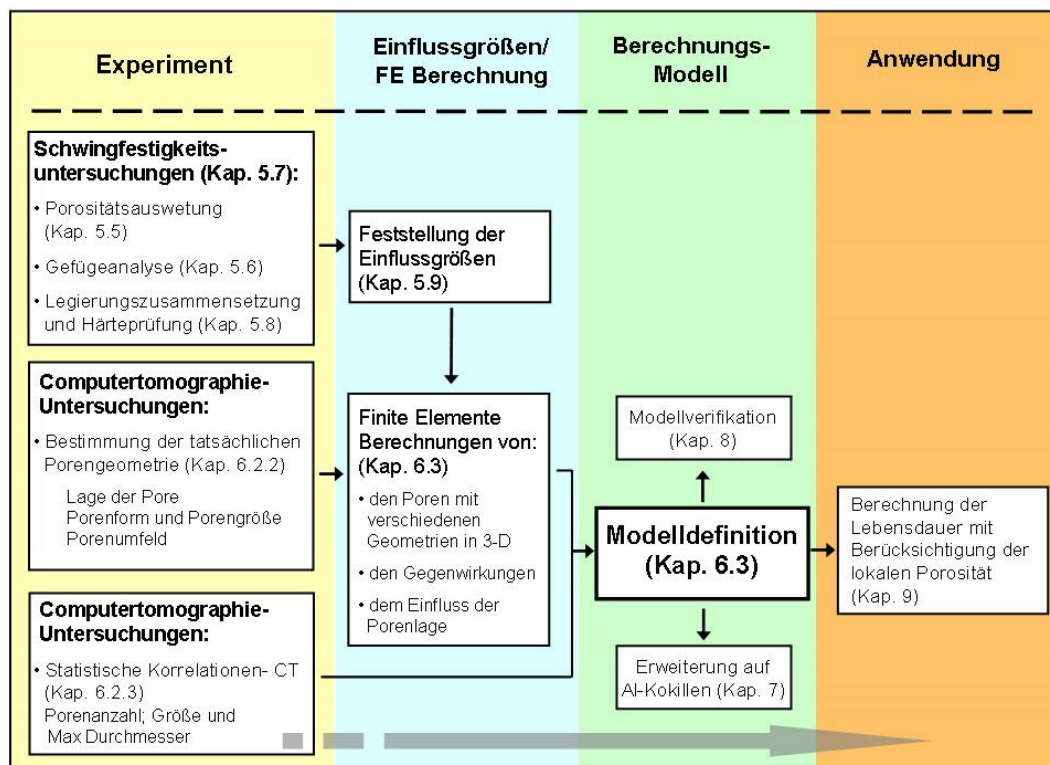 Experiment
Einflussgrößen/
FE Berechnung
Berechnungs-
Modell
Anwendung
Schwingfestigkeits-
untersuchungen (Kap. 5.7):
• Porositätsauswetung
(Kap. 5.5)
• Gefügeanalyse (Kap. 5.6)
• Legierungszusammensetzung
und Härteprüfung (Kap. 5.8)
Computertomographie-
Untersuchungen:
• Bestimmung der tatsächlichen
Porengeometrie (Kap. 6.2.2)
Lage der Pore
Porenform und Porengröße
Porenumfeld
Computertomographie-
Untersuchungen:
• Statistische Korrelationen- CT
(Kap. 6.2.3)
Porenanzahl; Größe und
Max Durchmesser
Feststellung der
Einflussgrößen
(Kap. 5.9)
Finite Elemente
Berechnungen von:
(Kap. 6.3)
• den Poren mit
verschiedenen
Geometrien in 3-D
• den Gegenwirkungen
• dem Einfluss der
Porenlage
Modellverifikation
(Kap. 8)
Modelldefinition
(Kap. 6.3)
Erweiterung auf
Al-Kokillen (Kap. 7)
Berechnung der
Lebensdauer mit
Berücksichtigung der
lokalen Porosität
(Kap. 9)